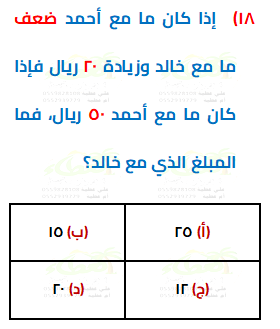 ١٨) إذا كان ما مع أحمد ضعف
ما مع خالد وزيادة ٢٠ ريال فإذا
كان ما مع أحمد ٥٠ ريال، فما
المبلغ الذي مع خالد؟
(أ) ٢٥
(ب) ١٥
(ج) ١٢
(د) ٢٠